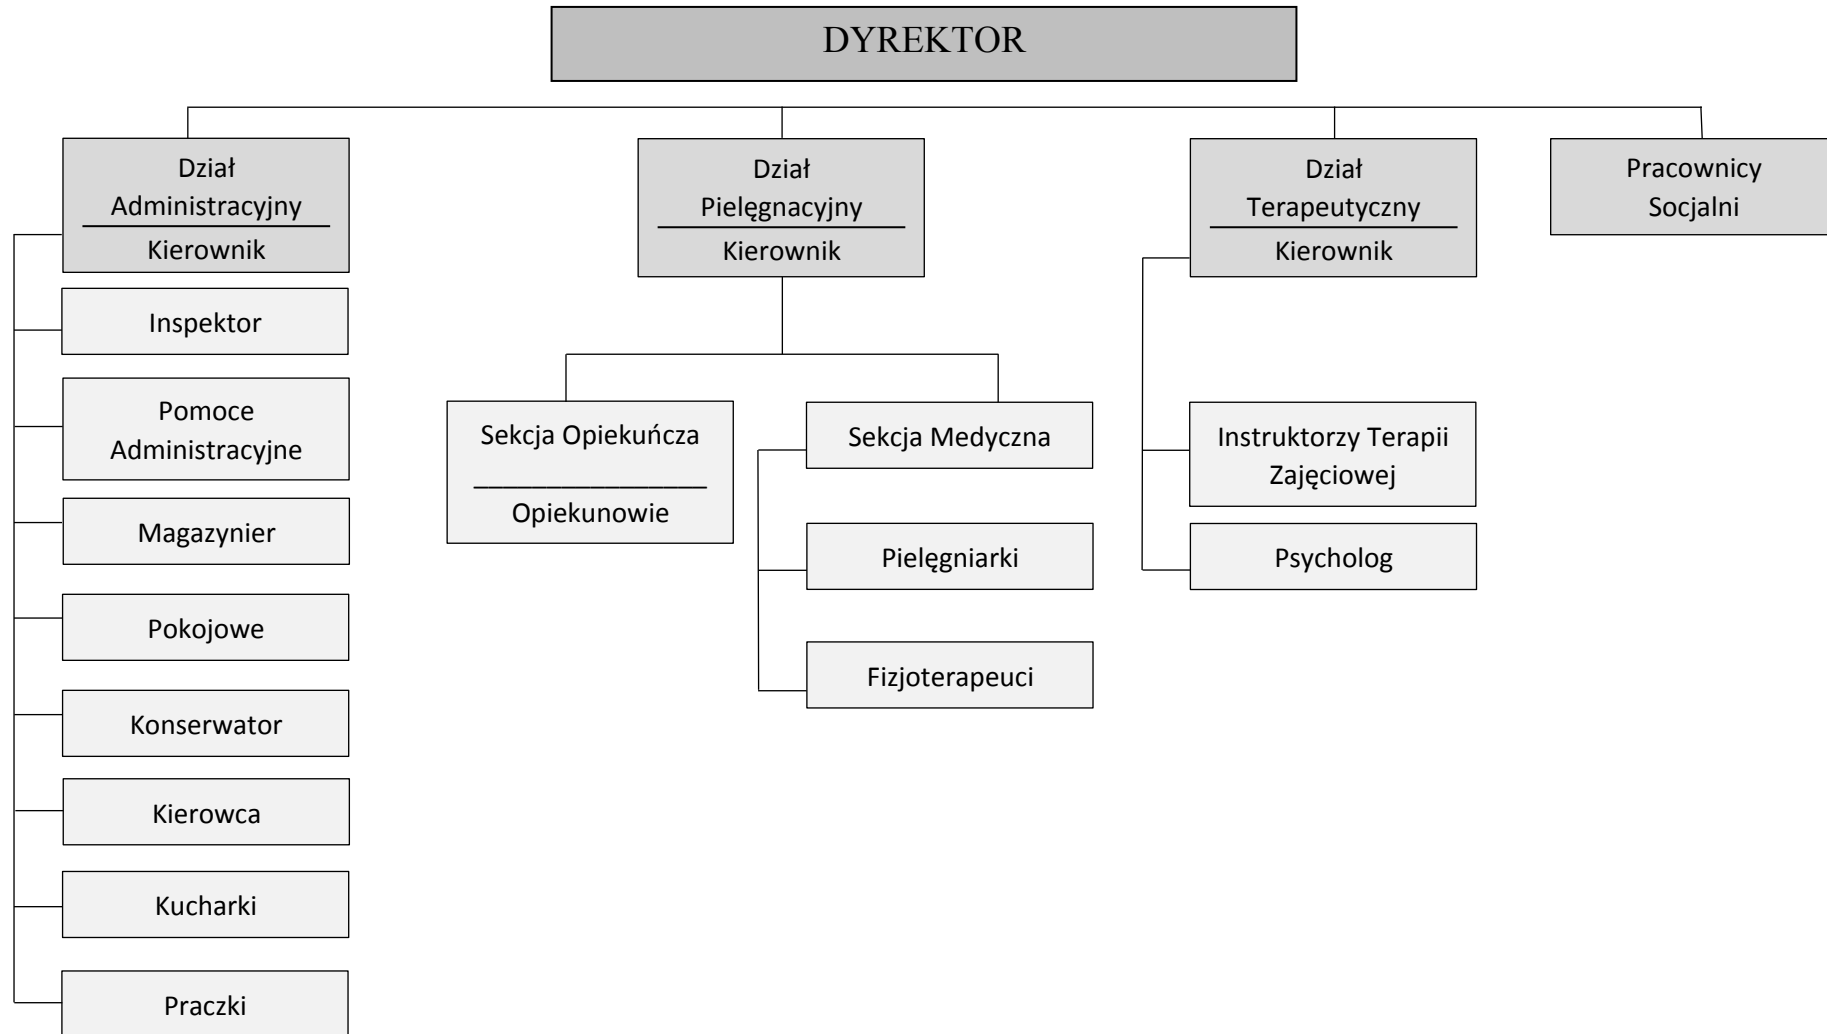 DYREKTOR
Dział
Administracyjny
Kierownik
Inspektor
Pomoce
Administracyjne
Magazynier
Pokojowe
Konserwator
Kierowca
Kucharki
Praczki
Dział
Pielęgnacyjny
Kierownik
Sekcja Opiekuńcza
Opiekunowie
Sekcja Medyczna
Pielęgniarki
Fizjoterapeuci
Dział
Terapeutyczny
Kierownik
Instruktorzy Terapii
Zajęciowej
Psycholog
Pracownicy
Socjalni